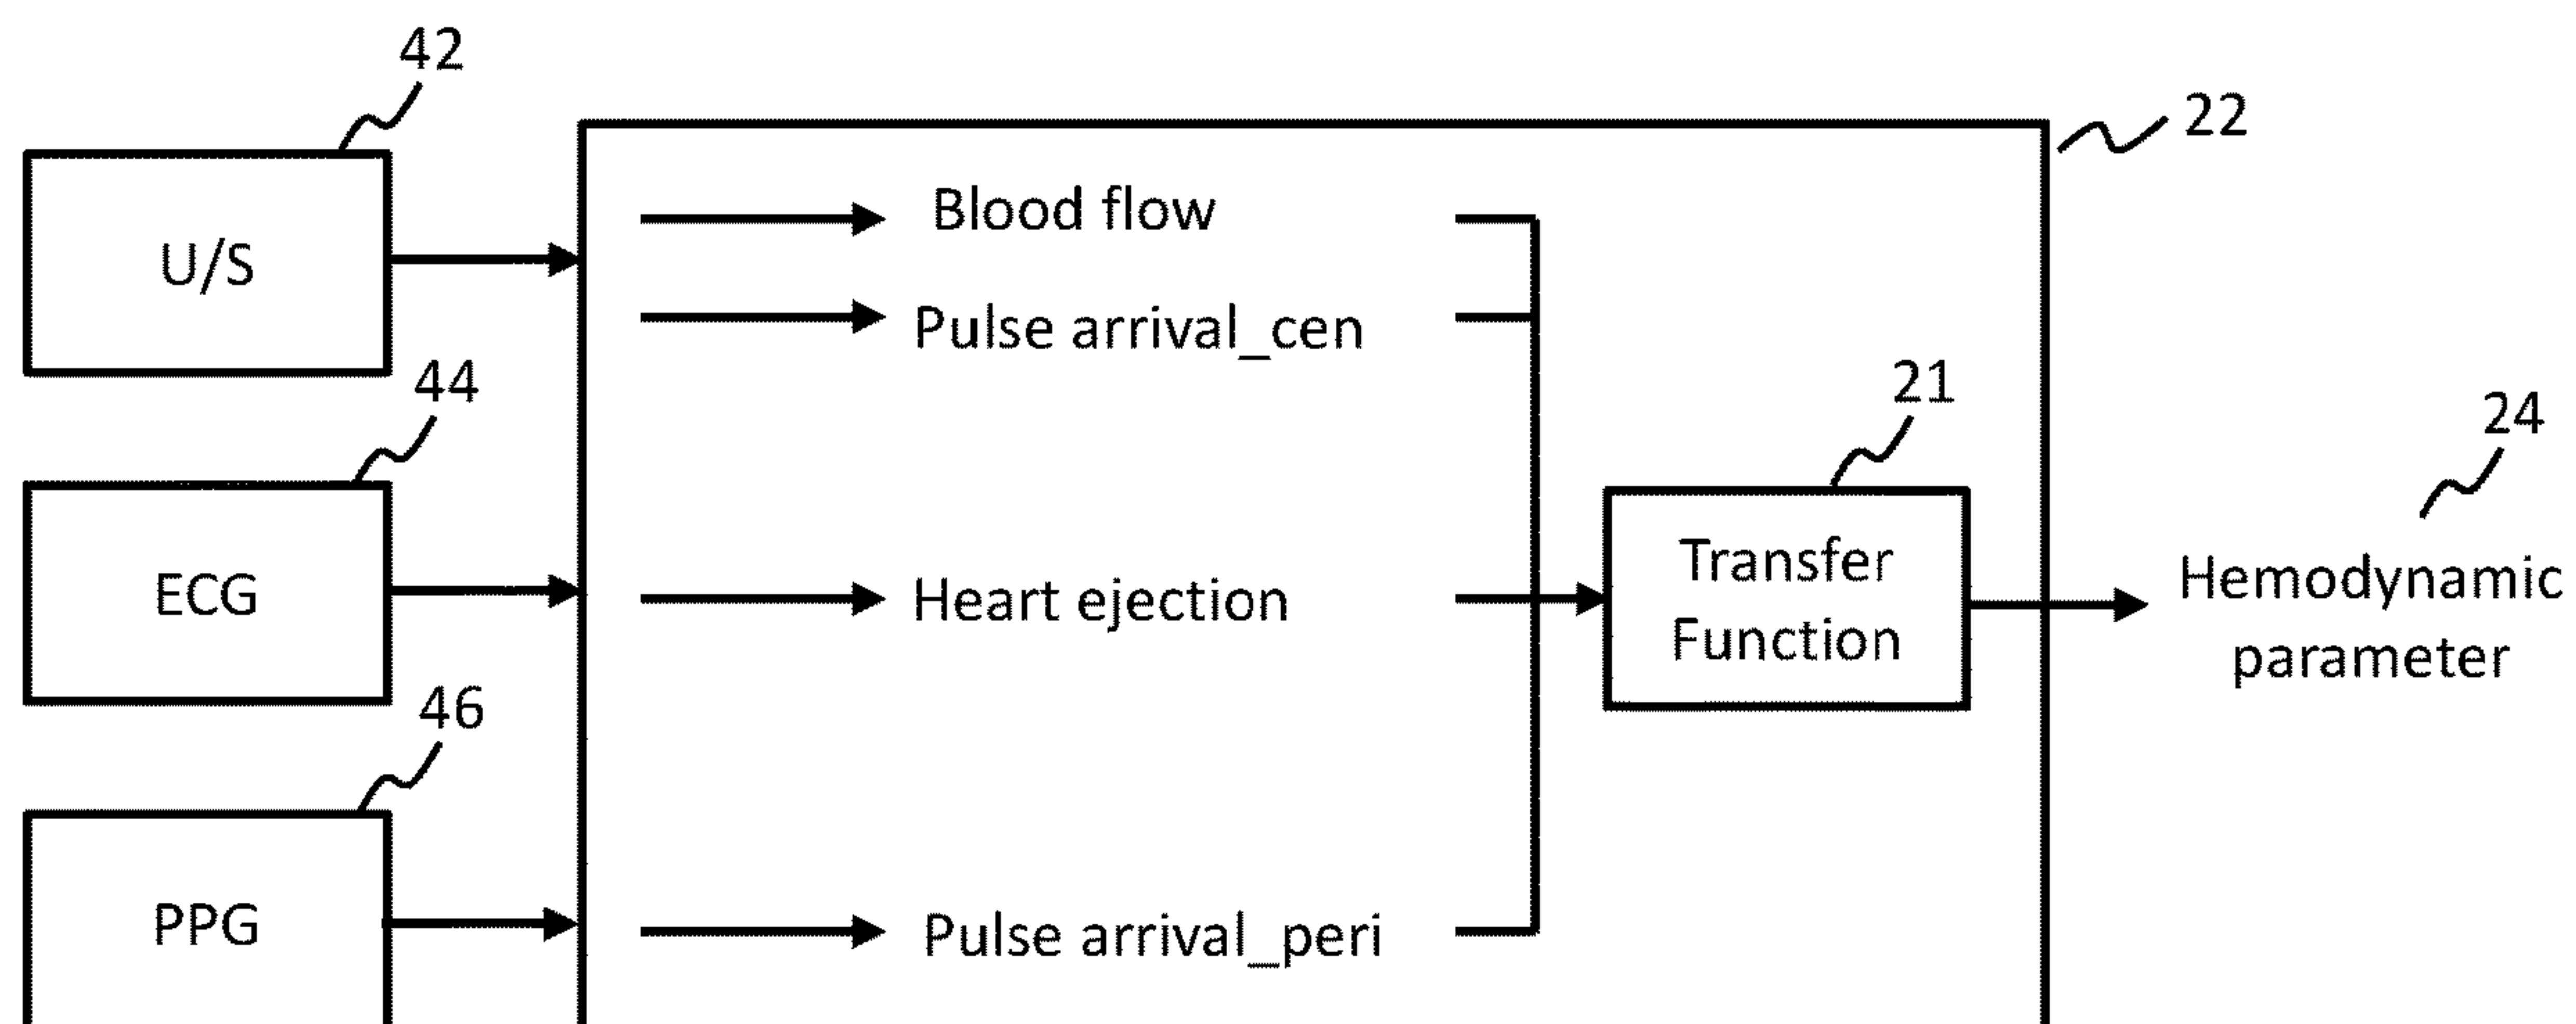 42
22
U/S
Blood flow
Pulse arrival_cen
44
21
24
ECG
Heart ejection
Transfer
Function
Hemodynamic
parameter
46
PPG
Pulse arrival_peri